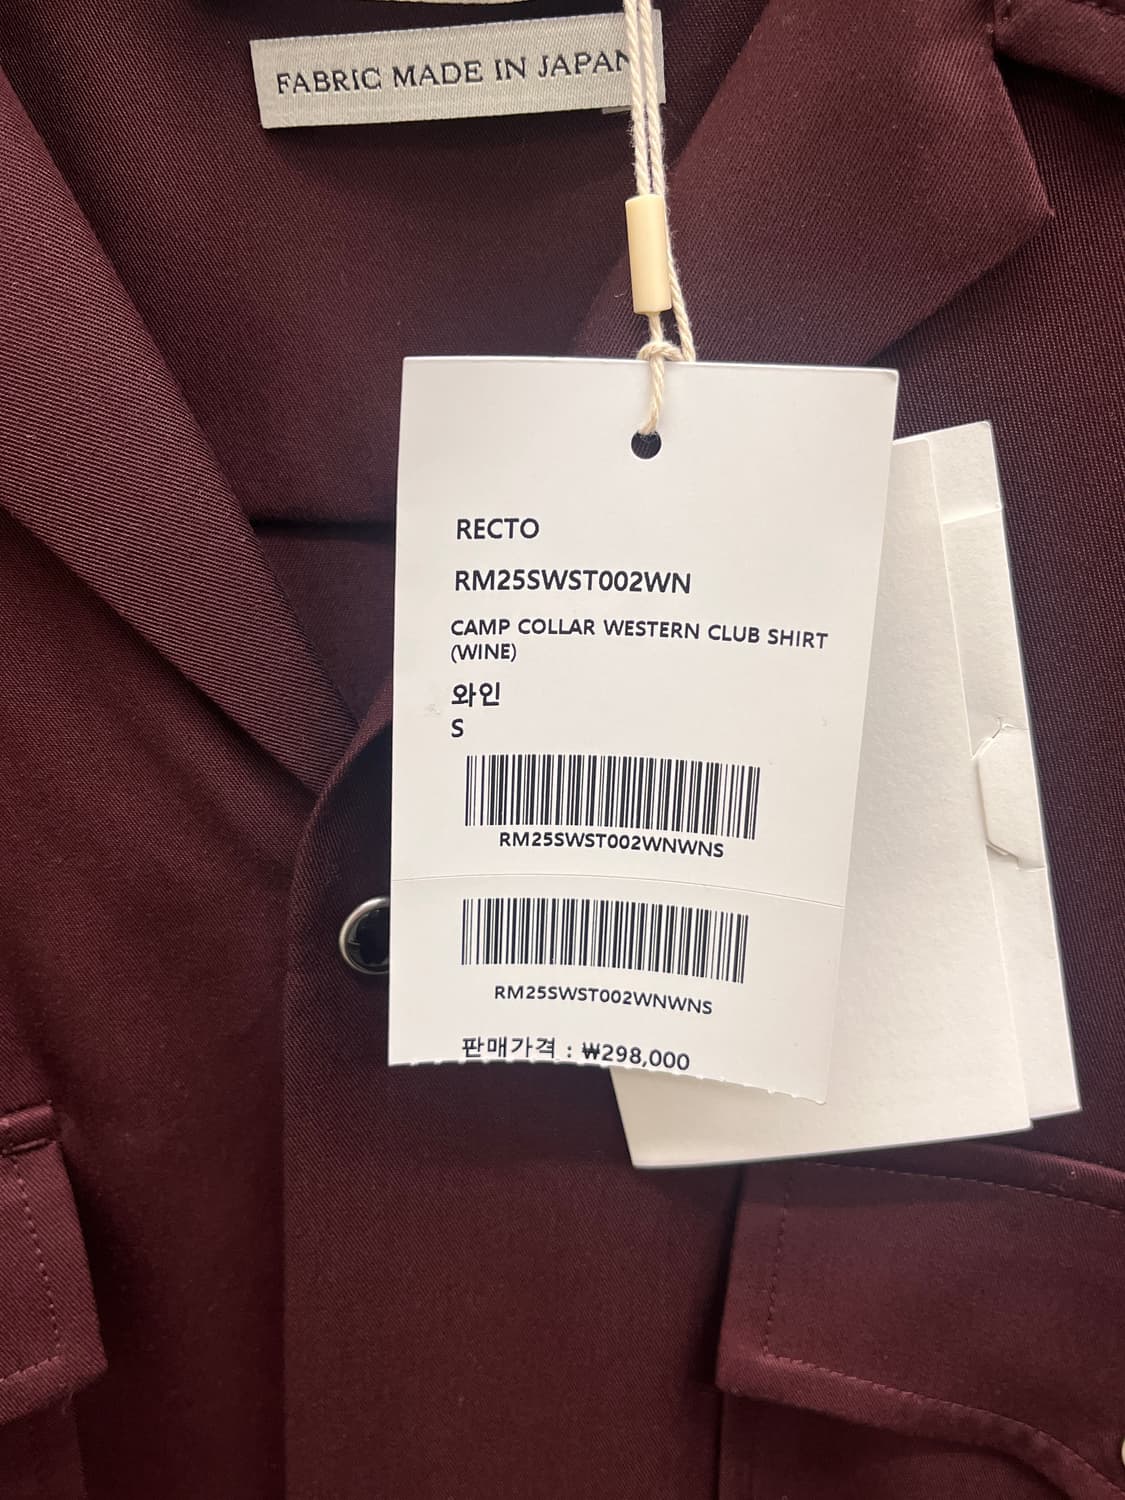 FABRIC MADE IN JAPAN
RECTO
RM25SWST002WN
CAMP COLLAR WESTERN CLUB SHIRT
(WINE)
와인
S
RM25SWST002WNWNS
RM25SWST002WNWNS
판매가격 : ₩298,000